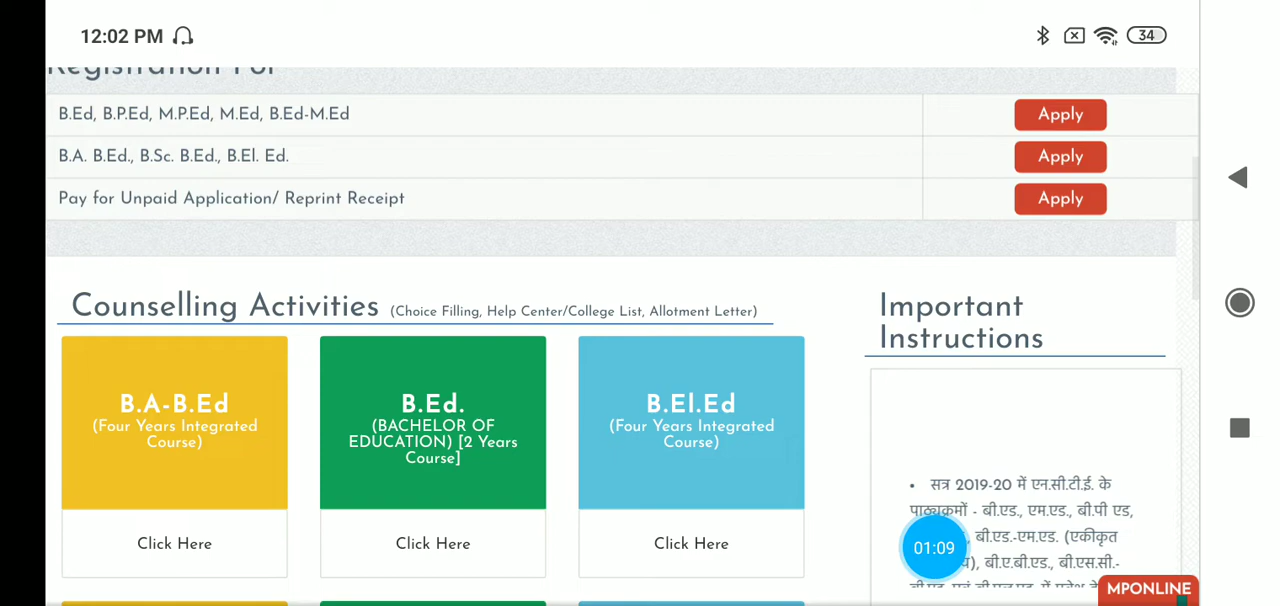 12:02 PM
34
Registration For
B.Ed, B.P.Ed, M.P.Ed, M.Ed, B.Ed-M.Ed
Apply
B.A. B.Ed., B.Sc. B.Ed., B.El. Ed.
Apply
Pay for Unpaid Application/ Reprint Receipt
Apply
Counselling Activities (Choice Filling, Help Center/College List, Allotment Letter)
B.A-B.Ed
(Four Years Integrated
Course)
Click Here
B.Ed.
(BACHELOR OF
EDUCATION) [2 Years
Course]
Click Here
B.El.Ed
(Four Years Integrated
Course)
Click Here
Important
Instructions
• सत्र 2019-20 में एन.सी.टी.ई. के
पाठ्यक्रमों - बी.एड., एम.एड., बी.पी एड,
, बी.एड.-एम.एड. (एकीकृत
), बी.ए.बी.एड., बी.एस.सी.-
01:09
MPONLINE